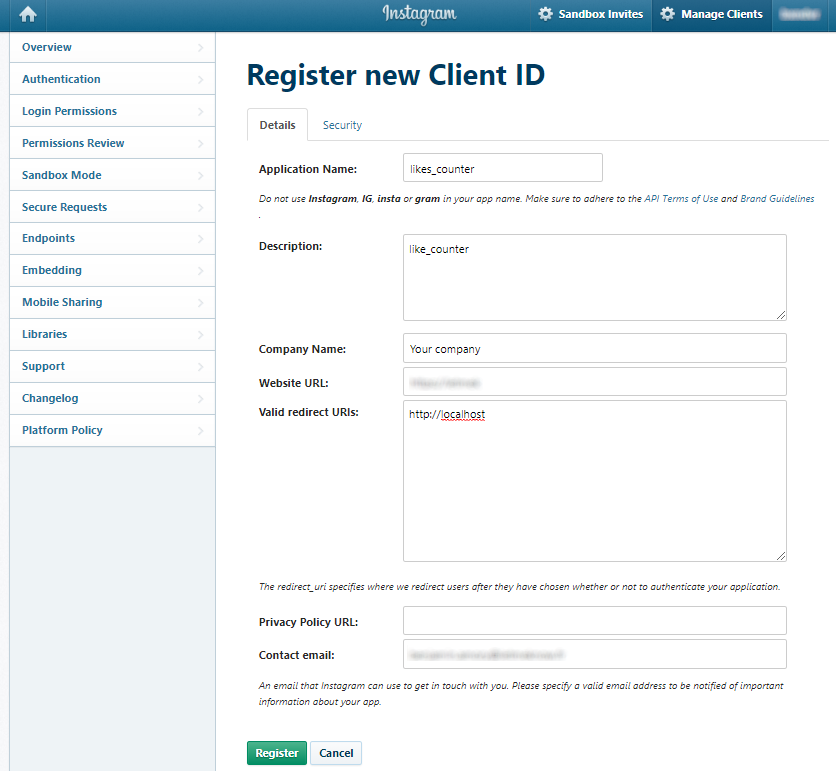 Instagram
Sandbox Invites
Manage Clients
Overview
Authentication
Login Permissions
Permissions Review
Sandbox Mode
Secure Requests
Endpoints
Embedding
Mobile Sharing
Libraries
Support
Changelog
Platform Policy
Register new Client ID
Details
Security
Application Name:
likes_counter
Do not use Instagram, IG, insta or gram in your app name. Make sure to adhere to the API Terms of Use and Brand Guidelines
.
Description:
like_counter
Company Name:
Your company
Website URL:
Valid redirect URIs:
http://localhost
The redirect_uri specifies where we redirect users after they have chosen whether or not to authenticate your application.
Privacy Policy URL:
Contact email:
An email that Instagram can use to get in touch with you. Please specify a valid email address to be notified of important
information about your app.
Register
Cancel